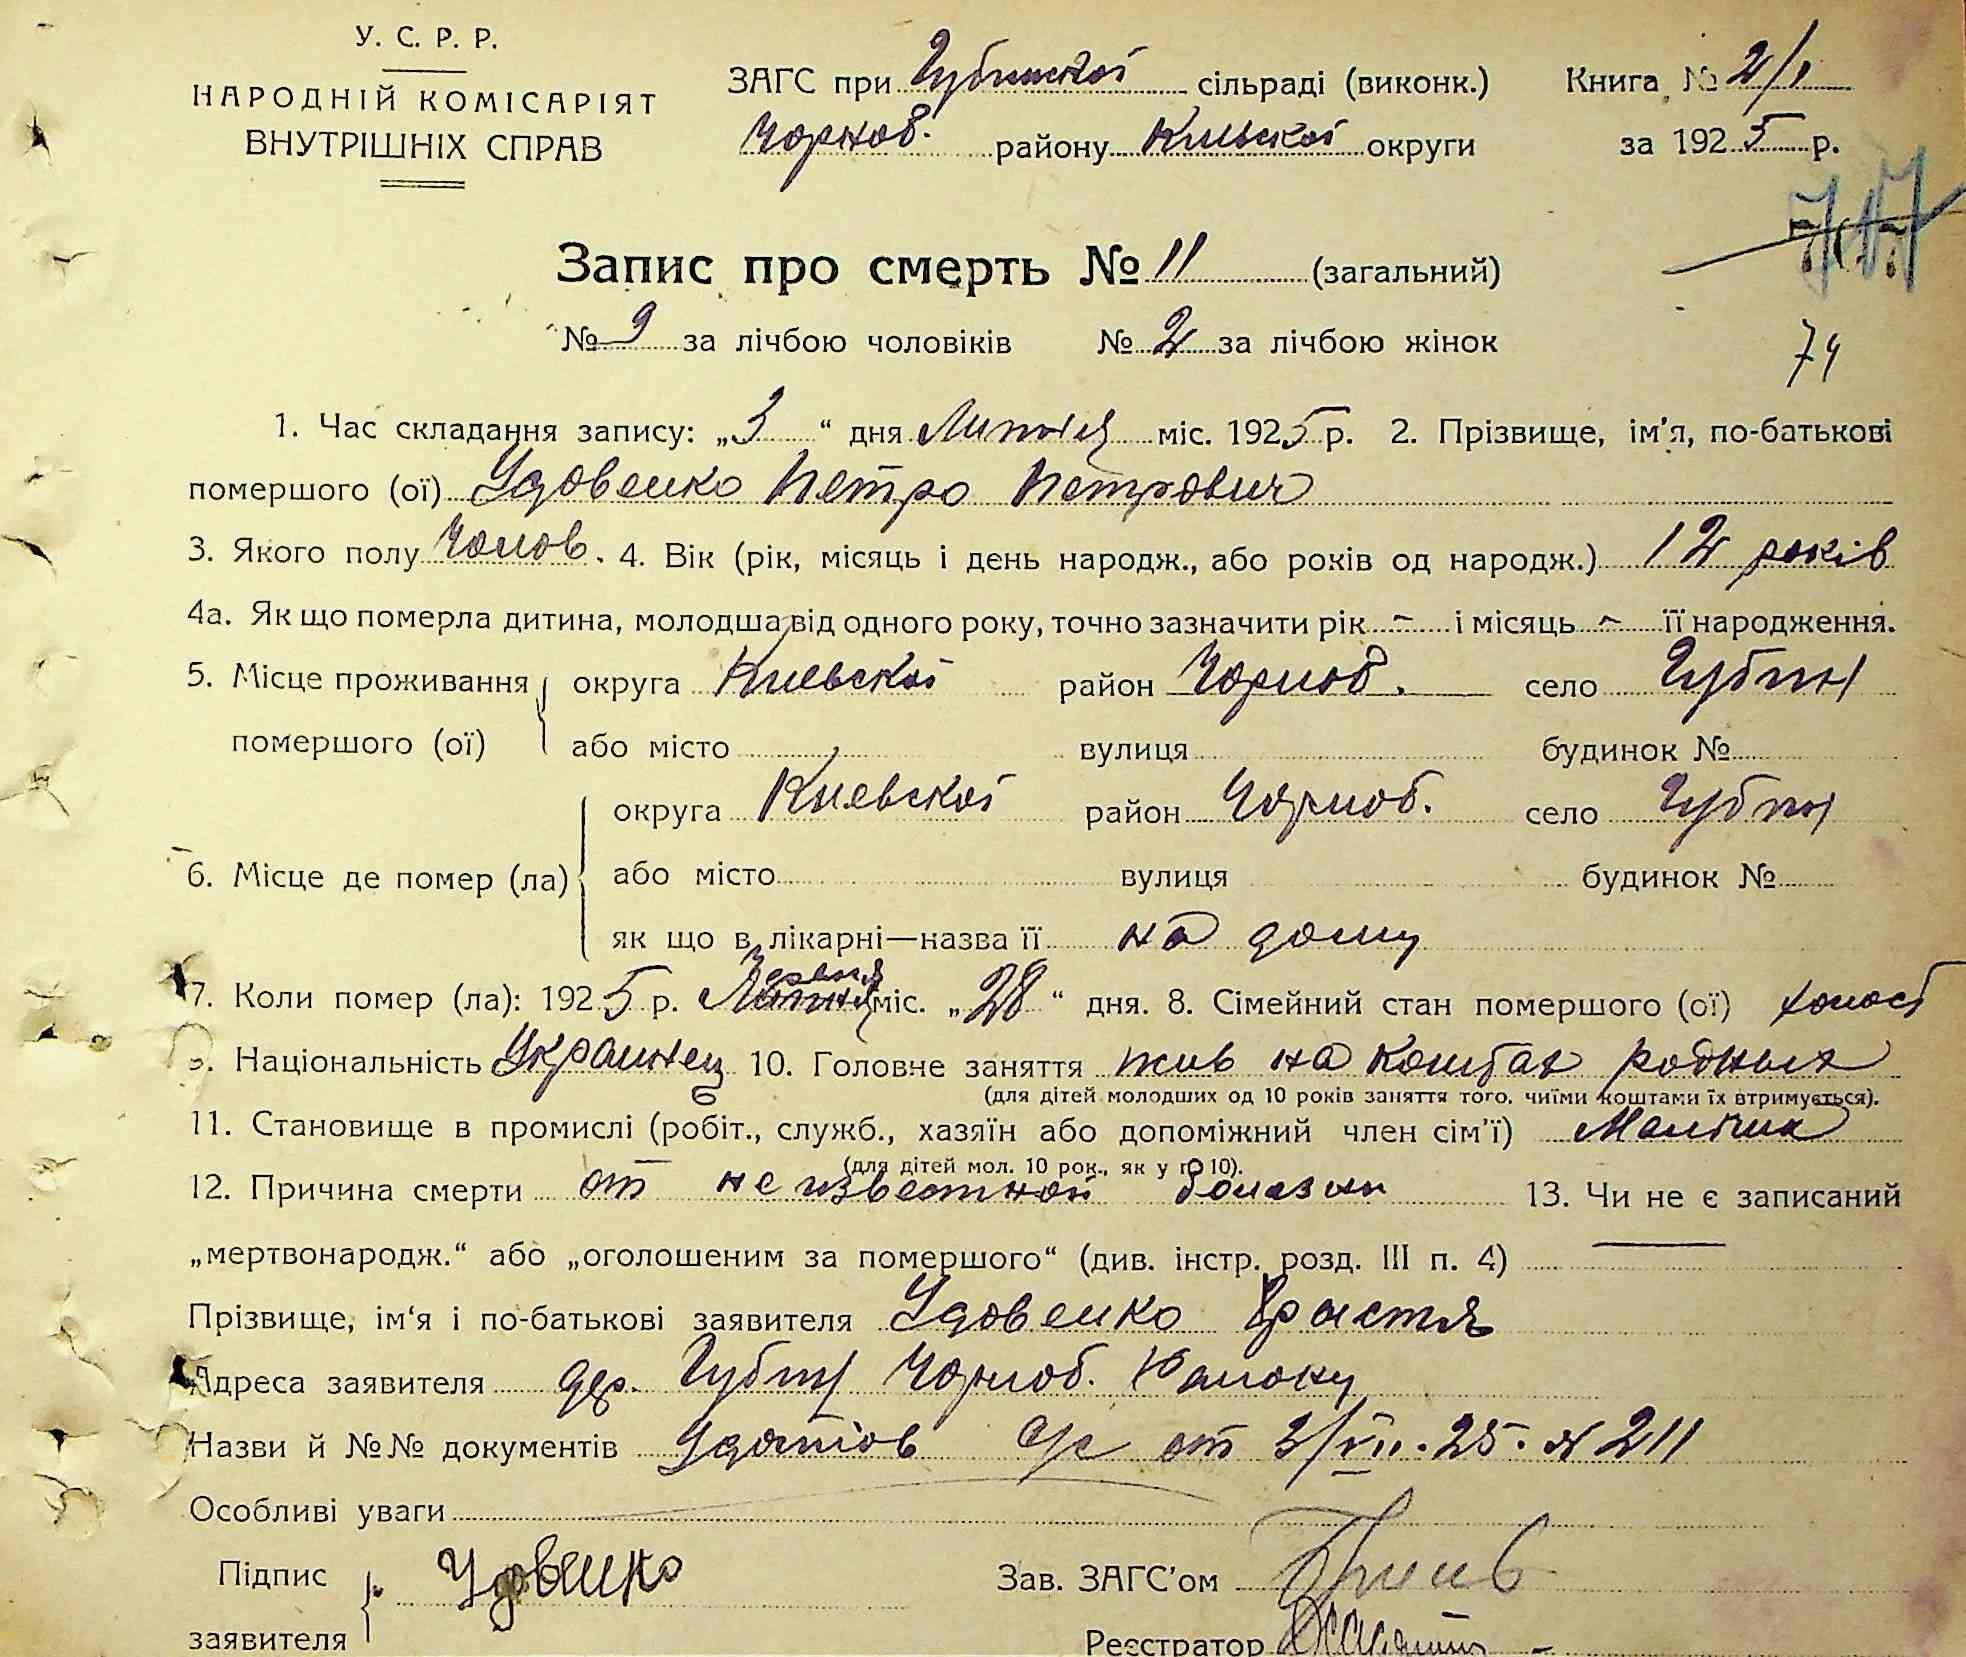 У. С. Р. Р.
НАРОДНІЙ КОМІСАРІЯТ
ВНУТРІШНІХ СПРАВ
ЗАГС при Губинской сільраді (виконк.)
Чорноб. району Киевской округи
Книга № 2/1
за 1925 р.
Запис про смерть № 11 (загальний)
№ 9 за лічбою чоловіків № 2 за лічбою жінок
74
1. Час складання запису: „3“ дня Липня міс. 1925 р. 2. Прізвище, ім'я, по-батькові
помершого (ої) Удовенко Петро Петрович
3. Якого полу Чолов. 4. Вік (рік, місяць і день народж., або років од народж.) 12 років
4а. Як що померла дитина, молодша від одного року, точно зазначити рік - і місяць - її народження.
5. Місце проживання округа Киевской район Чорноб. село Губин
помершого (ої) або місто вулиця будинок №
округа Киевской район Чорноб. село Губин
6. Місце де помер (ла) або місто вулиця будинок №
як що в лікарні—назва її на дому
7. Коли помер (ла): 1925 р. міс. „28“ дня. 8. Сімейний стан помершого (ої) холост
9. Національність Украинец 10. Головне заняття жив на коштах родных
(для дітей молодших од 10 років заняття того, чиїми коштами їх втримується).
11. Становище в промислі (робіт., служб., хазяїн або допоміжний член сім'ї)
(для дітей мол. 10 рок., як у п. 10).
12. Причина смерти от неизвестной болезни 13. Чи не є записаний
„мертвонародж.“ або „оголошеним за помершого“ (див. інстр. розд. III п. 4) —
Прізвище, ім'я і по-батькові заявителя Удовенко
Адреса заявителя дер. Губин Чорноб.
Назви й №№ документів с/с от 3/VII.25. № 211
Особливі уваги
Підпис
заявителя Удовенко
Зав. ЗАГС'ом
Реєстратор